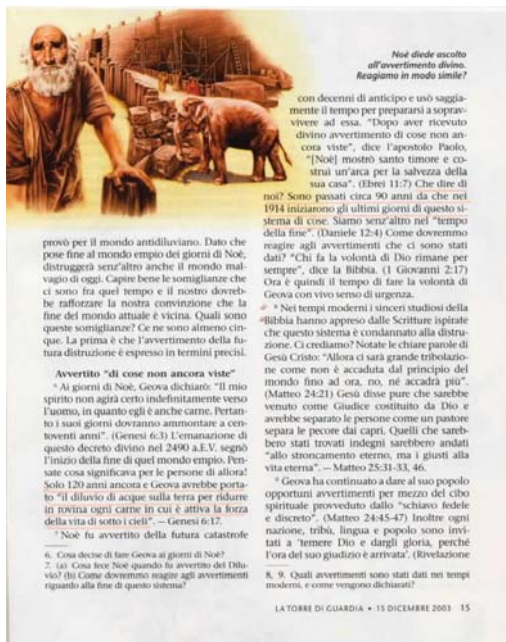 Noè diede ascolto
all'avvertimento divino.
Reagiamo in modo simile?
provò per il mondo antidiluviano. Dato che
pose fine al mondo empio dei giorni di Noè,
distruggerà senz'altro anche il mondo mal-
vagio di oggi. Capire bene le somiglianze che
ci sono fra quel tempo e il nostro dovreb-
be rafforzare la nostra convinzione che la
fine del mondo attuale è vicina. Quali sono
queste somiglianze? Ce ne sono almeno cin-
que. La prima è che l'avvertimento della fu-
tura distruzione è espresso in termini precisi.
Avvertito “di cose non ancora viste”
6 Ai giorni di Noè, Geova dichiarò: “Il mio
spirito non agirà certo indefinitamente verso
l'uomo, in quanto egli è anche carne. Pertan-
to i suoi giorni dovranno ammontare a cen-
toventi anni”. (Genesi 6:3) L'emanazione di
questo decreto divino nel 2490 a.E.V. segnò
l'inizio della fine di quel mondo empio. Pen-
sate cosa significava per le persone di allora!
Solo 120 anni ancora e Geova avrebbe porta-
to “il diluvio di acque sulla terra per ridurre
in rovina ogni carne in cui è attiva la forza
della vita di sotto i cieli”. — Genesi 6:17.
7 Noè fu avvertito della futura catastrofe
6. Cosa decise di fare Geova ai giorni di Noè?
7. (a) Cosa fece Noè quando fu avvertito del Dilu-
vio? (b) Come dovremmo reagire agli avvertimenti
riguardo alla fine di questo sistema?
con decenni di anticipo e usò saggia-
mente il tempo per prepararsi a soprav-
vivere ad essa. “Dopo aver ricevuto
divino avvertimento di cose non an-
cora viste”, dice l'apostolo Paolo,
“[Noè] mostrò santo timore e co-
struì un'arca per la salvezza della
sua casa”. (Ebrei 11:7) Che dire di
noi? Sono passati circa 90 anni da che nel
1914 iniziarono gli ultimi giorni di questo si-
stema di cose. Siamo senz'altro nel “tempo
della fine”. (Daniele 12:4) Come dovremmo
reagire agli avvertimenti che ci sono stati
dati? “Chi fa la volontà di Dio rimane per
sempre”, dice la Bibbia. (1 Giovanni 2:17)
Ora è quindi il tempo di fare la volontà di
Geova con vivo senso di urgenza.
8 Nei tempi moderni i sinceri studiosi della
Bibbia hanno appreso dalle Scritture ispirate
che questo sistema è condannato alla distru-
zione. Ci crediamo? Notate le chiare parole di
Gesù Cristo: “Allora ci sarà grande tribolazio-
ne come non è accaduta dal principio del
mondo fino ad ora, no, né accadrà più”.
(Matteo 24:21) Gesù disse pure che sarebbe
venuto come Giudice costituito da Dio e
avrebbe separato le persone come un pastore
separa le pecore dai capri. Quelli che sareb-
bero stati trovati indegni sarebbero andati
“allo stroncamento eterno, ma i giusti alla
vita eterna”. — Matteo 25:31-33, 46.
9 Geova ha continuato a dare al suo popolo
opportuni avvertimenti per mezzo del cibo
spirituale provveduto dallo “schiavo fedele
e discreto”. (Matteo 24:45-47) Inoltre ogni
nazione, tribù, lingua e popolo sono invi-
tati a ‘temere Dio e dargli gloria, perché
l'ora del suo giudizio è arrivata’. (Rivelazione
8, 9. Quali avvertimenti sono stati dati nei tempi
moderni, e come vengono dichiarati?
LA TORRE DI GUARDIA • 15 DICEMBRE 2003 15